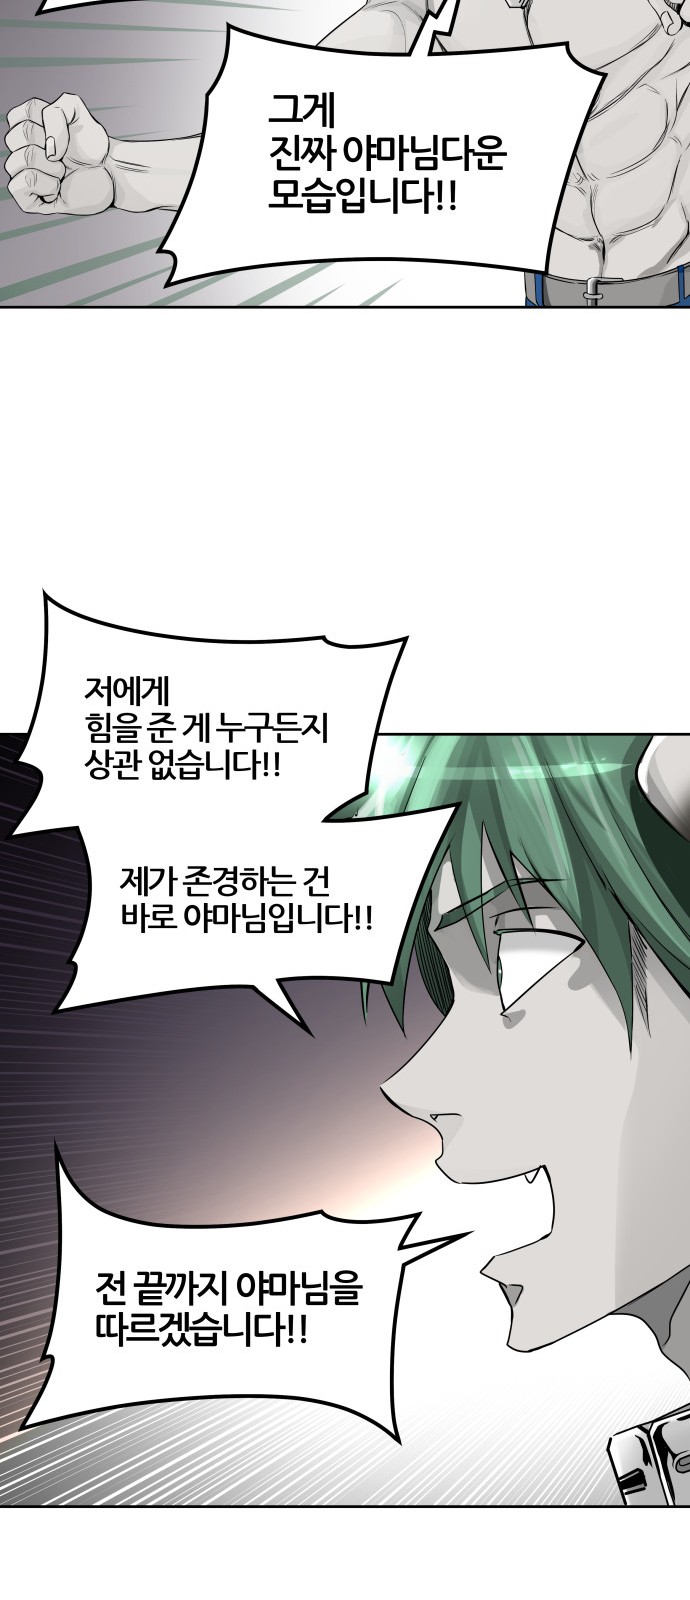 그게
진짜 야마님다운
모습입니다!!
저에게
힘을 준 게 누구든지
상관 없습니다!!
제가 존경하는 건
바로 야마님입니다!!
전 끝까지 야마님을
따르겠습니다!!